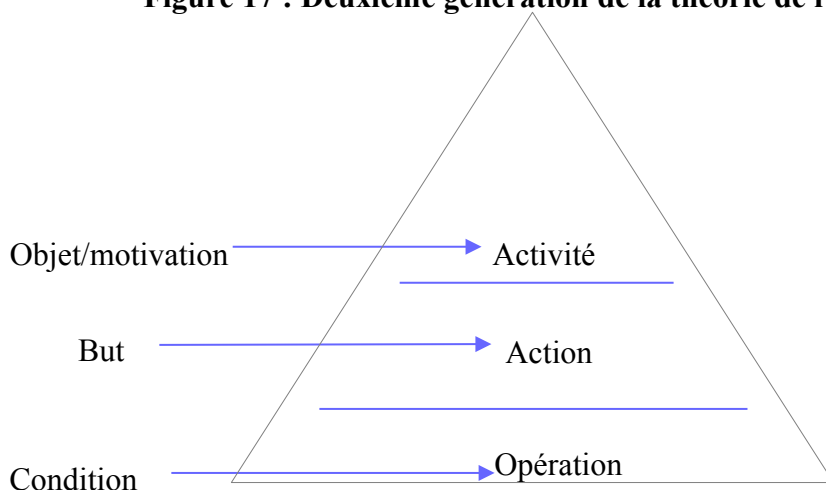 Figure 17 : Deuxième génération de la théorie de
Objet/motivation Activité
But Action
Condition Opération